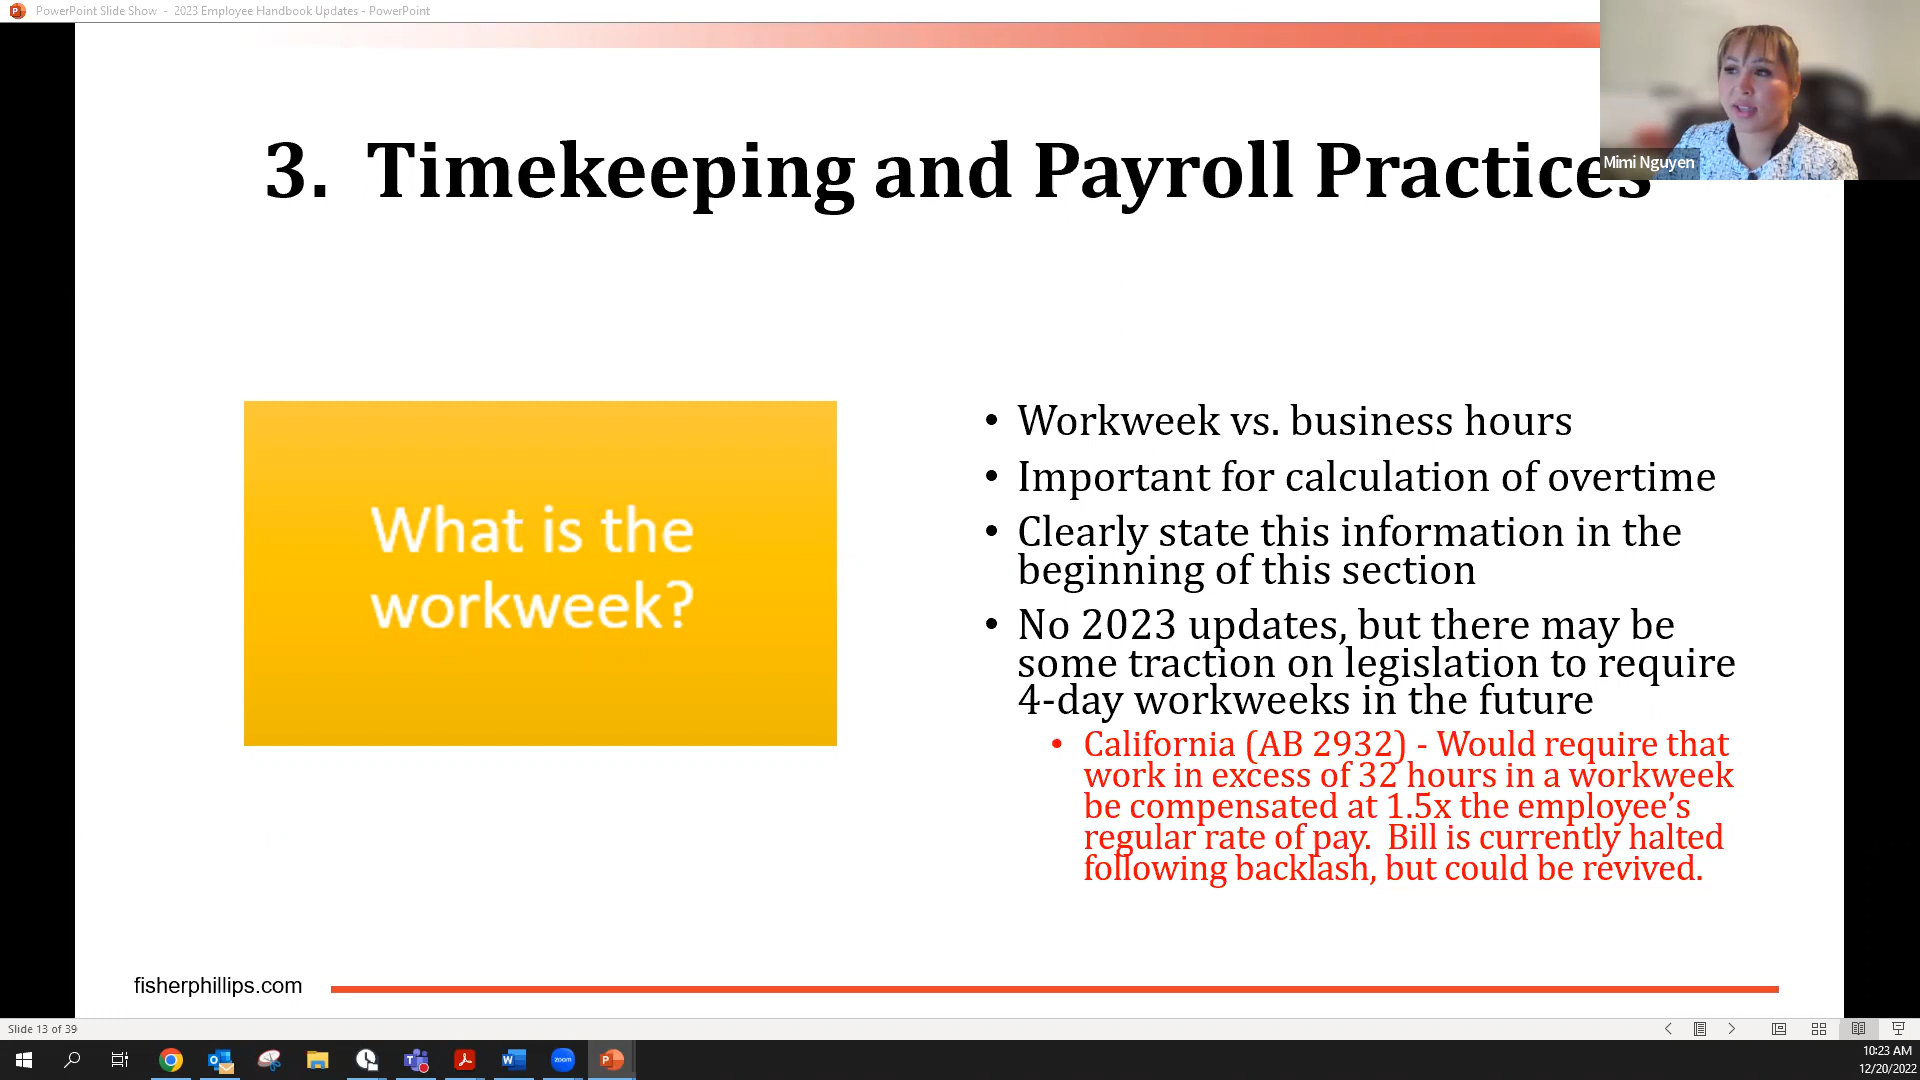 PowerPoint Slide Show - 2023 Employee Handbook Updates - PowerPoint
Mimi Nguyen
3. Timekeeping and Payroll Practices
What is the
workweek?
• Workweek vs. business hours
• Important for calculation of overtime
• Clearly state this information in the
beginning of this section
• No 2023 updates, but there may be
some traction on legislation to require
4-day workweeks in the future
• California (AB 2932) - Would require that
work in excess of 32 hours in a workweek
be compensated at 1.5x the employee’s
regular rate of pay. Bill is currently halted
following backlash, but could be revived.
fisherphillips.com
Slide 13 of 39
zoom
10:23 AM
12/20/2022